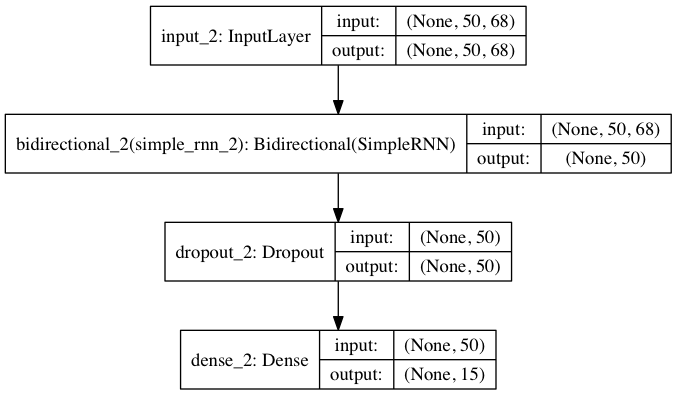 input_2: InputLayer
input: (None, 50, 68)
output: (None, 50, 68)
bidirectional_2(simple_rnn_2): Bidirectional(SimpleRNN)
input: (None, 50, 68)
output: (None, 50)
dropout_2: Dropout
input: (None, 50)
output: (None, 50)
dense_2: Dense
input: (None, 50)
output: (None, 15)